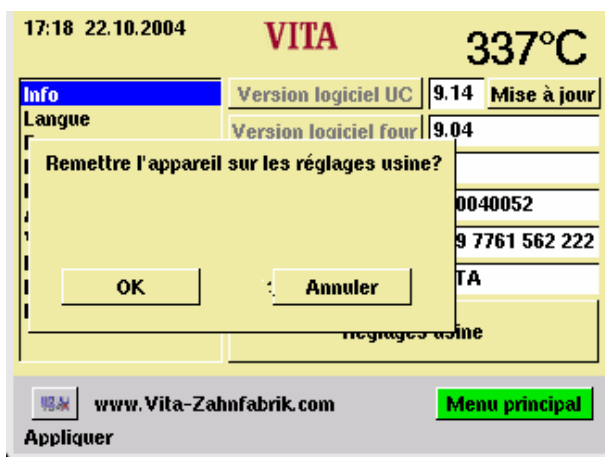 17:18 22.10.2004
VITA
337°C
Info
Version logiciel UC
9.14
Mise à jour
Langue
Version logiciel four
9.04
Remettre l'appareil sur les réglages usine?
0040052
9 7761 562 222
TA
OK
Annuler
Réglages usine
www.Vita-Zahnfabrik.com
Menu principal
Appliquer